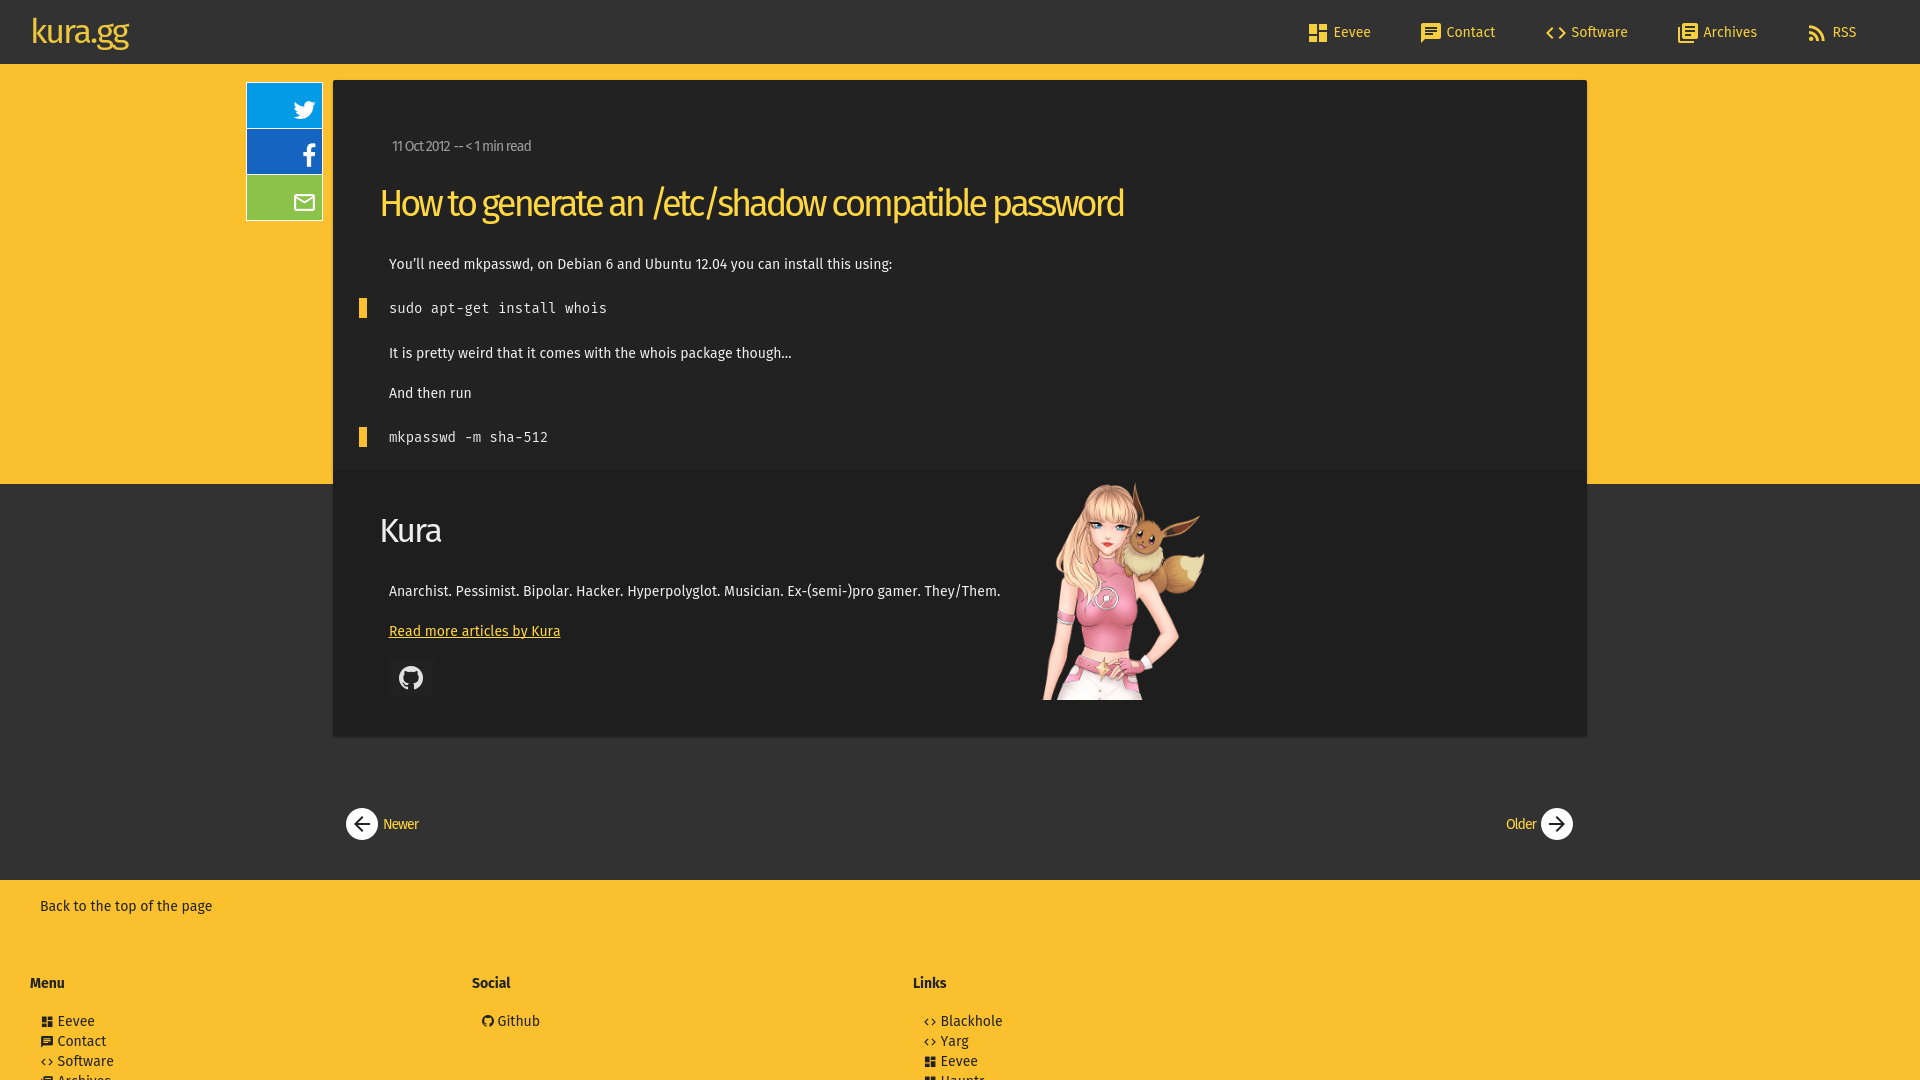 kura.gg
Eevee
Contact
Software
Archives
RSS
11 Oct 2012 -- < 1 min read
How to generate an /etc/shadow compatible password
You’ll need mkpasswd, on Debian 6 and Ubuntu 12.04 you can install this using:
sudo apt-get install whois
It is pretty weird that it comes with the whois package though…
And then run
mkpasswd -m sha-512
Kura
Anarchist. Pessimist. Bipolar. Hacker. Hyperpolyglot. Musician. Ex-(semi-)pro gamer. They/Them.
Read more articles by Kura
Newer
Older
Back to the top of the page
Menu
Eevee
Contact
Software
Archives
Social
Github
Links
Blackhole
Yarg
Eevee
Hauptr